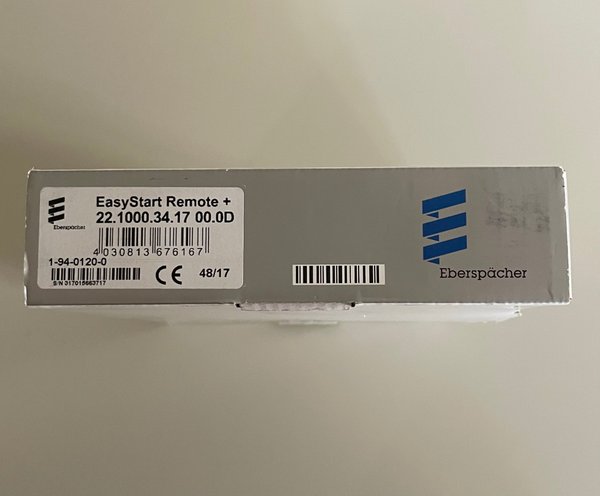 EasyStart Remote +
22.1000.34.17 00.0D
Eberspächer
4 030813 676167
1-94-0120-0
48/17
S/N 317015663717
Eberspächer